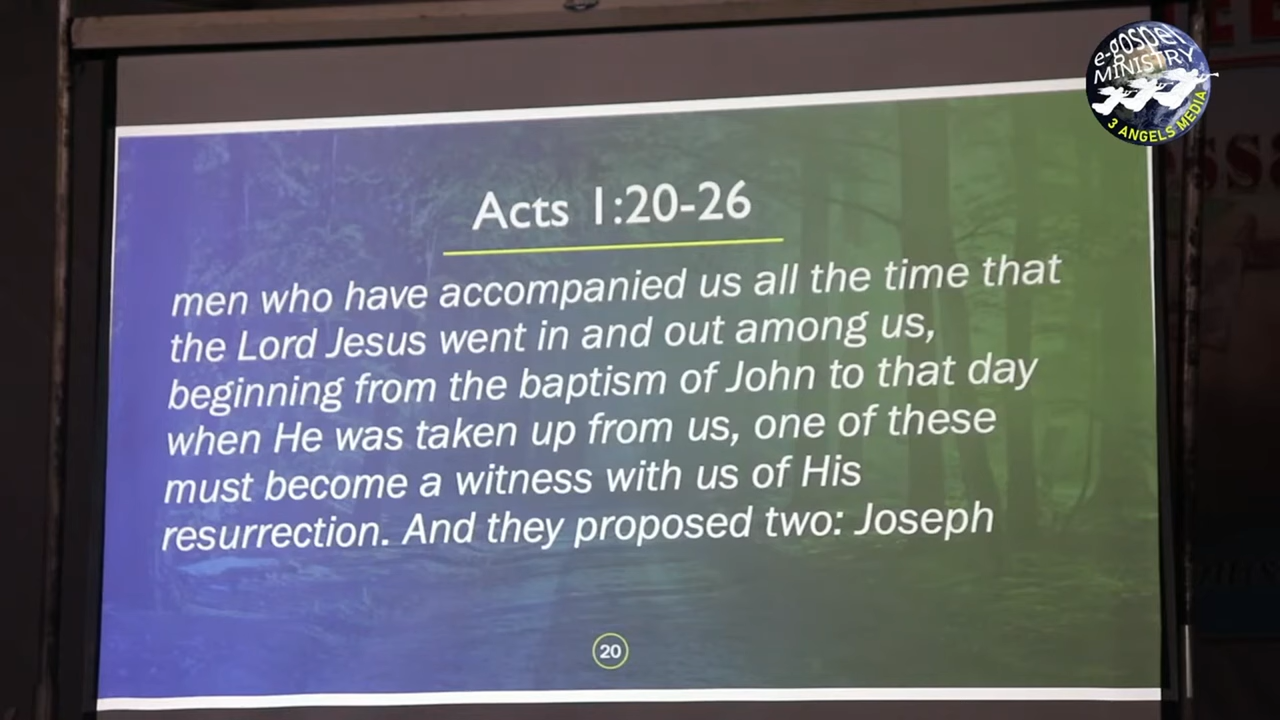 e-gospel
MINISTRY
3 ANGELS MEDIA
Acts 1:20-26
men who have accompanied us all the time that
the Lord Jesus went in and out among us,
beginning from the baptism of John to that day
when He was taken up from us, one of these
must become a witness with us of His
resurrection. And they proposed two: Joseph
20